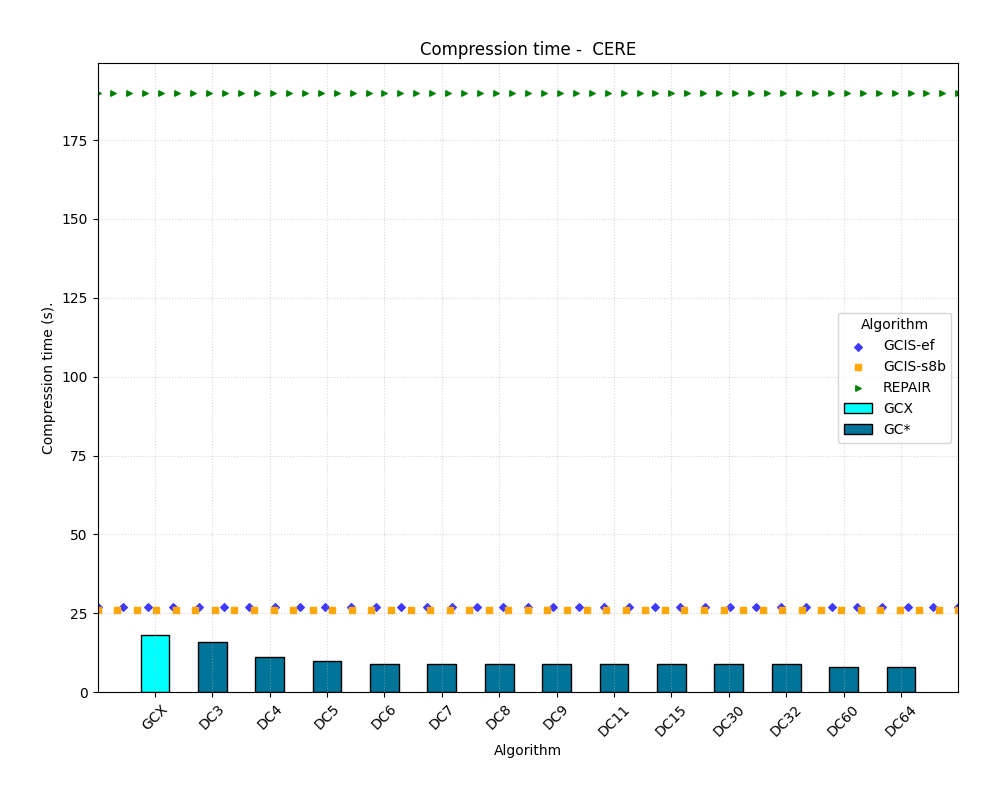 Compression time -  CERE
175
150
125
100
75
50
25
0
Compression time (s).
Algorithm
GCIS-ef
GCIS-s8b
REPAIR
GCX
GC*
GCX
DC3
DC4
DC5
DC6
DC7
DC8
DC9
DC11
DC15
DC30
DC32
DC60
DC64
Algorithm